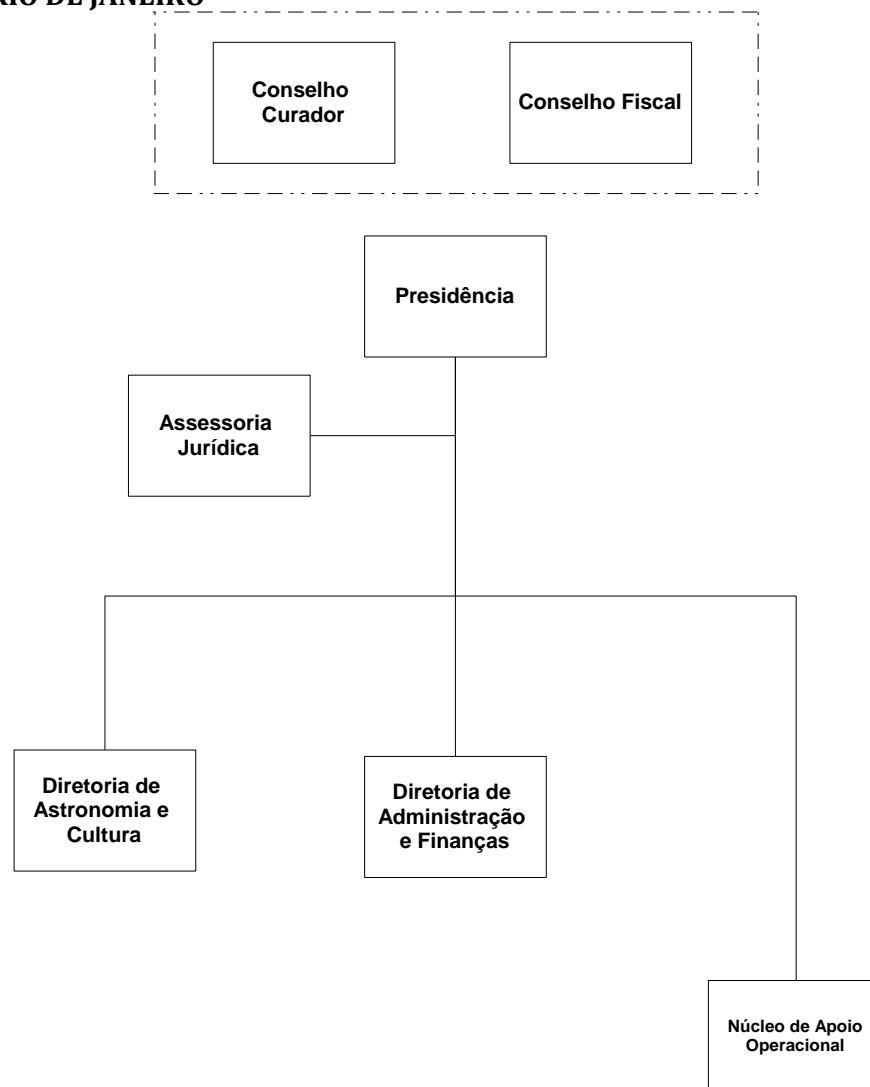 RIO DE JANEIRO
Conselho
Curador
Conselho Fiscal
Presidência
Assessoria
Jurídica
Diretoria de
Astronomia e
Cultura
Diretoria de
Administração
e Finanças
Núcleo de Apoio
Operacional